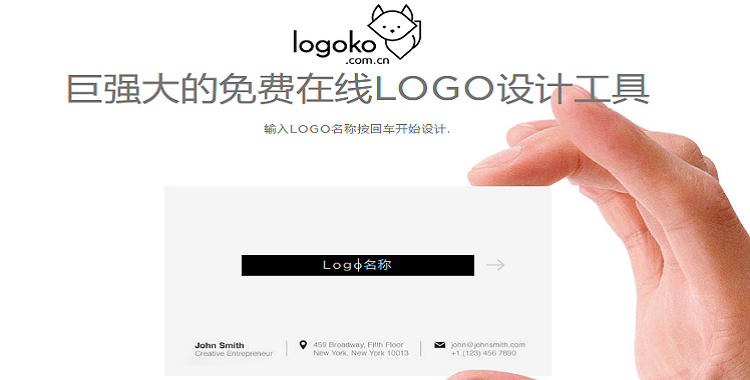 logoko
.com.cn
巨强大的免费在线LOGO设计工具
输入LOGO名称按回车开始设计.
Logo名称
John Smith
Creative Entrepreneur
459 Broadway, Fifth Floor
New York, New York 10013
john@johnsmith.com
+1 (123) 456 7890